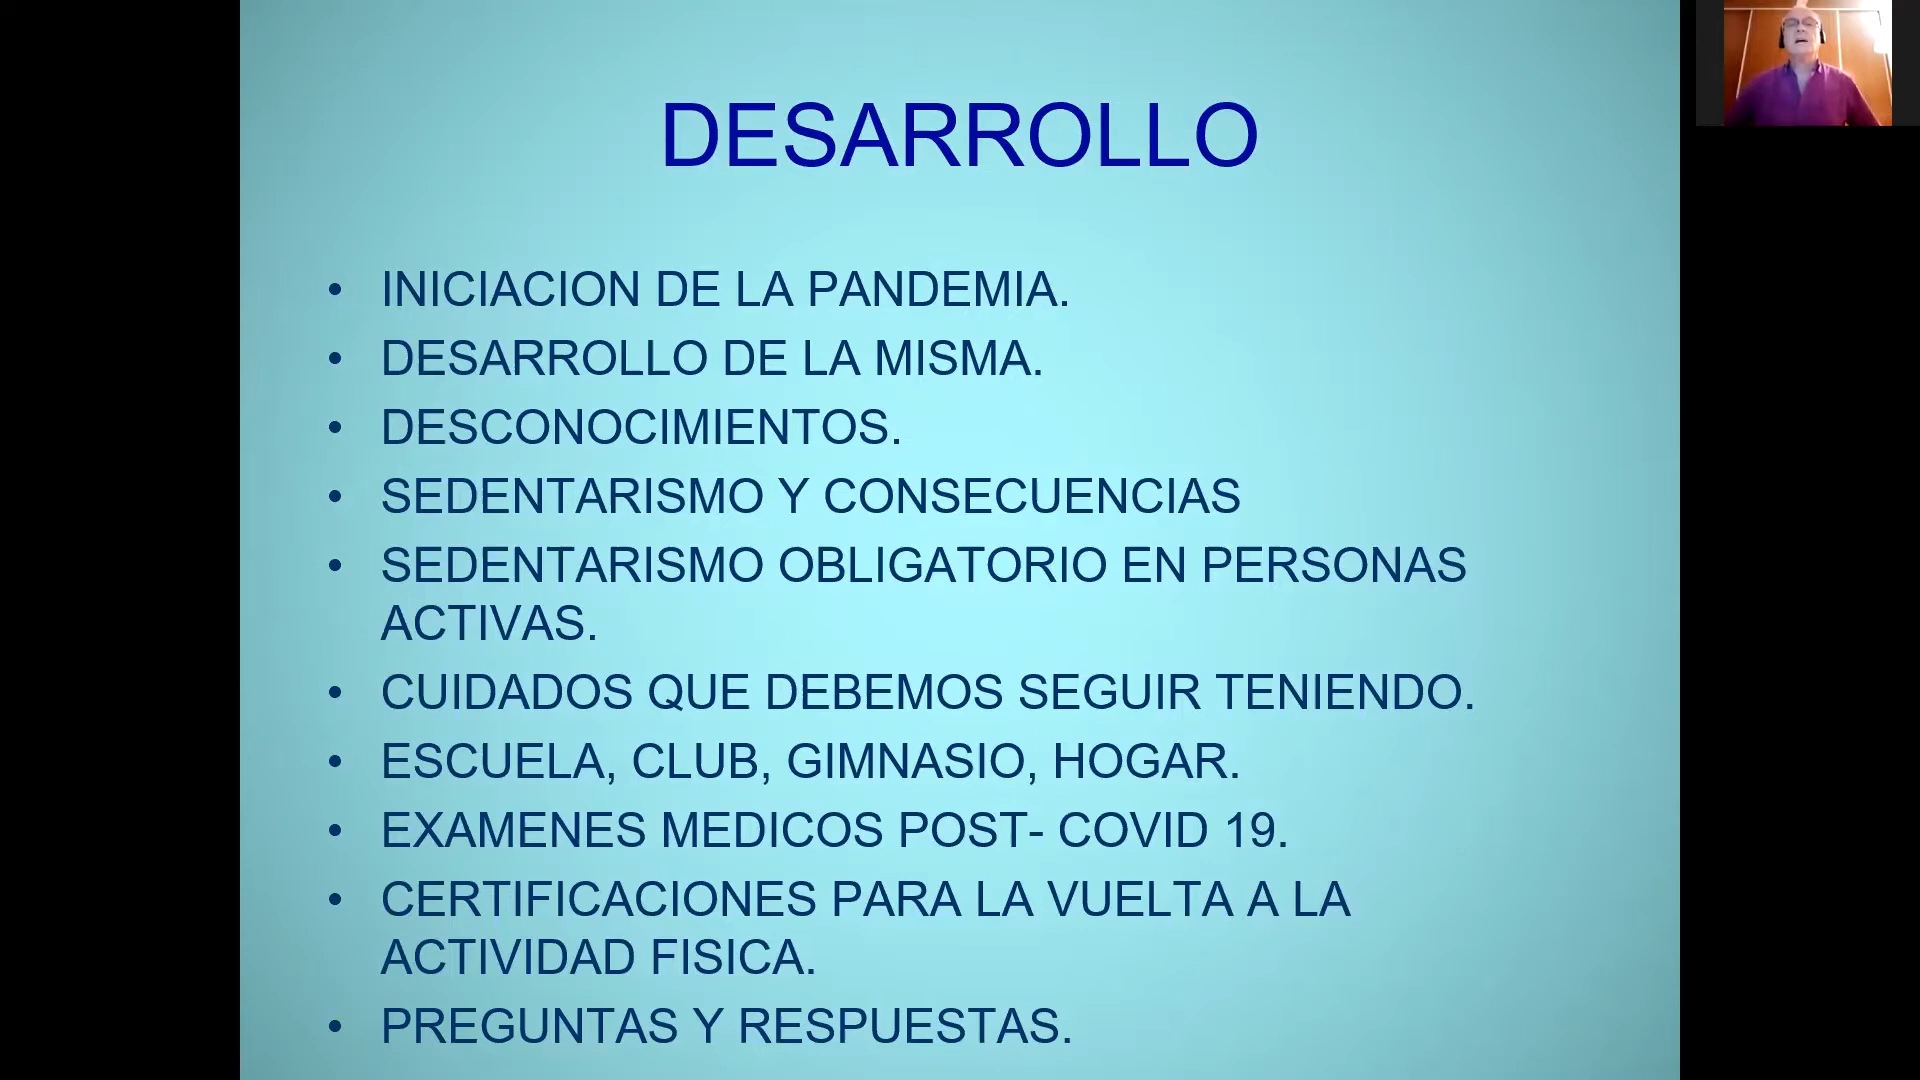 DESARROLLO
• INICIACION DE LA PANDEMIA.
• DESARROLLO DE LA MISMA.
• DESCONOCIMIENTOS.
• SEDENTARISMO Y CONSECUENCIAS
• SEDENTARISMO OBLIGATORIO EN PERSONAS
ACTIVAS.
• CUIDADOS QUE DEBEMOS SEGUIR TENIENDO.
• ESCUELA, CLUB, GIMNASIO, HOGAR.
• EXAMENES MEDICOS POST- COVID 19.
• CERTIFICACIONES PARA LA VUELTA A LA
ACTIVIDAD FISICA.
• PREGUNTAS Y RESPUESTAS.